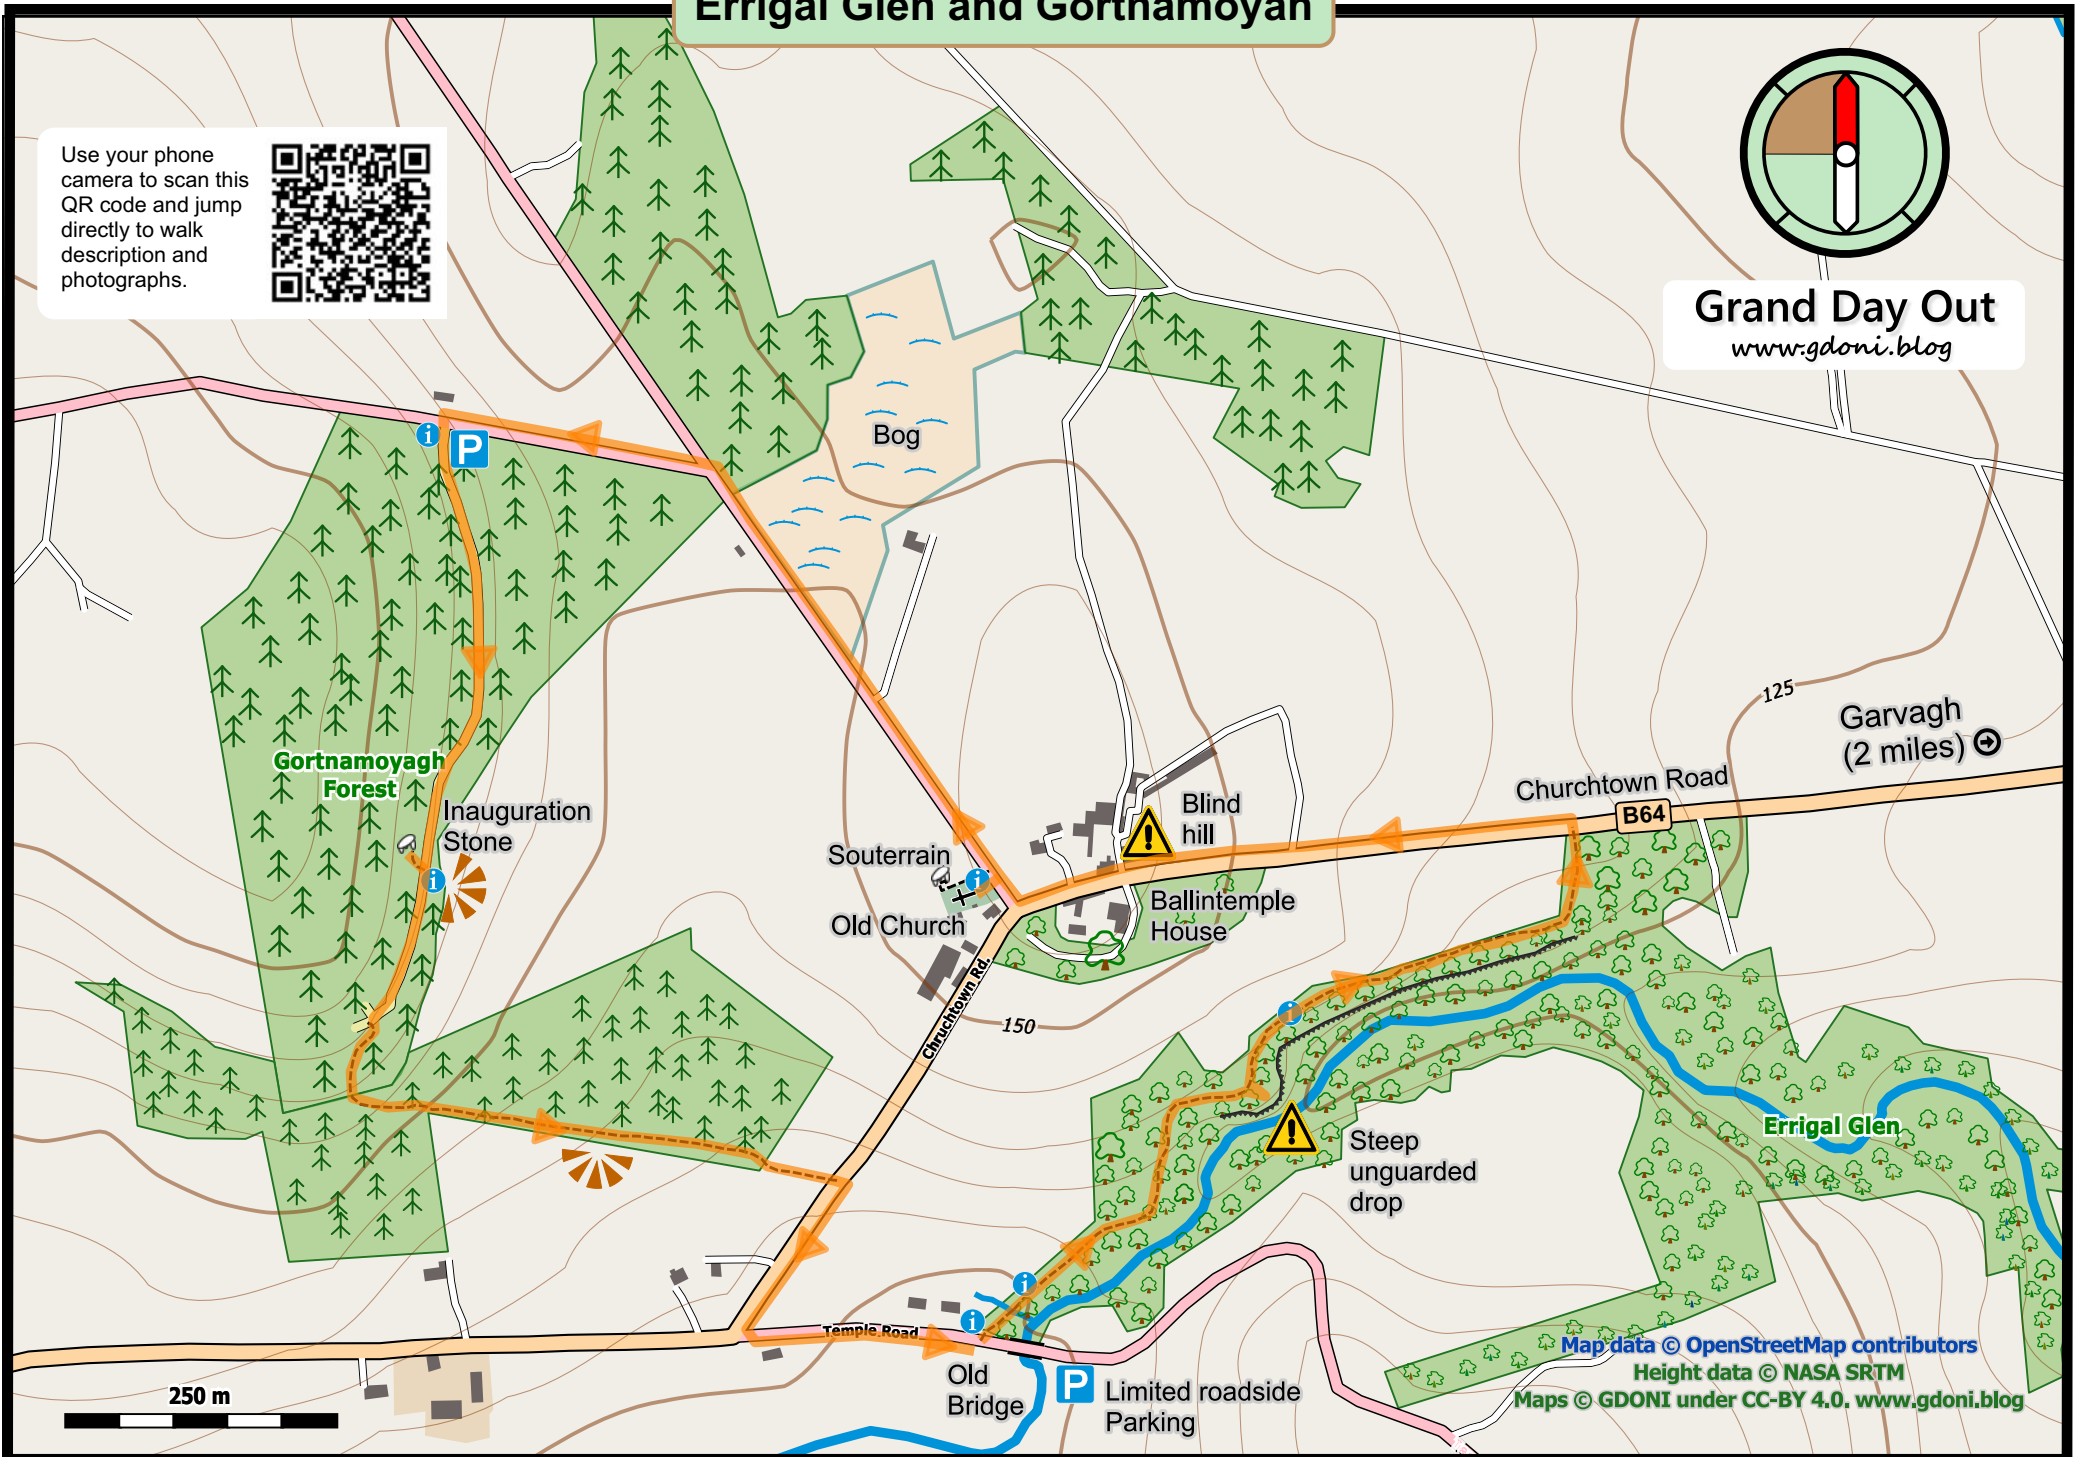 Errigal Glen and Gortnamoyah
Use your phone
camera to scan this
QR code and jump
directly to walk
description and
photographs.
Grand Day Out
www.gdoni.blog
i
P
Bog
125
Garvagh
(2 miles)
Churchtown Road
B64
Gortnamoyagh
Forest
Inauguration
Stone
i
Blind
hill
Souterrain
i
Old Church
Ballintemple
House
Chruchtown Rd.
150
i
Errigal Glen
Steep
unguarded
drop
i
i
Temple Road
Old
Bridge
P
Limited roadside
Parking
250 m
Map data © OpenStreetMap contributors
Height data © NASA SRTM
Maps © GDONI under CC-BY 4.0. www.gdoni.blog